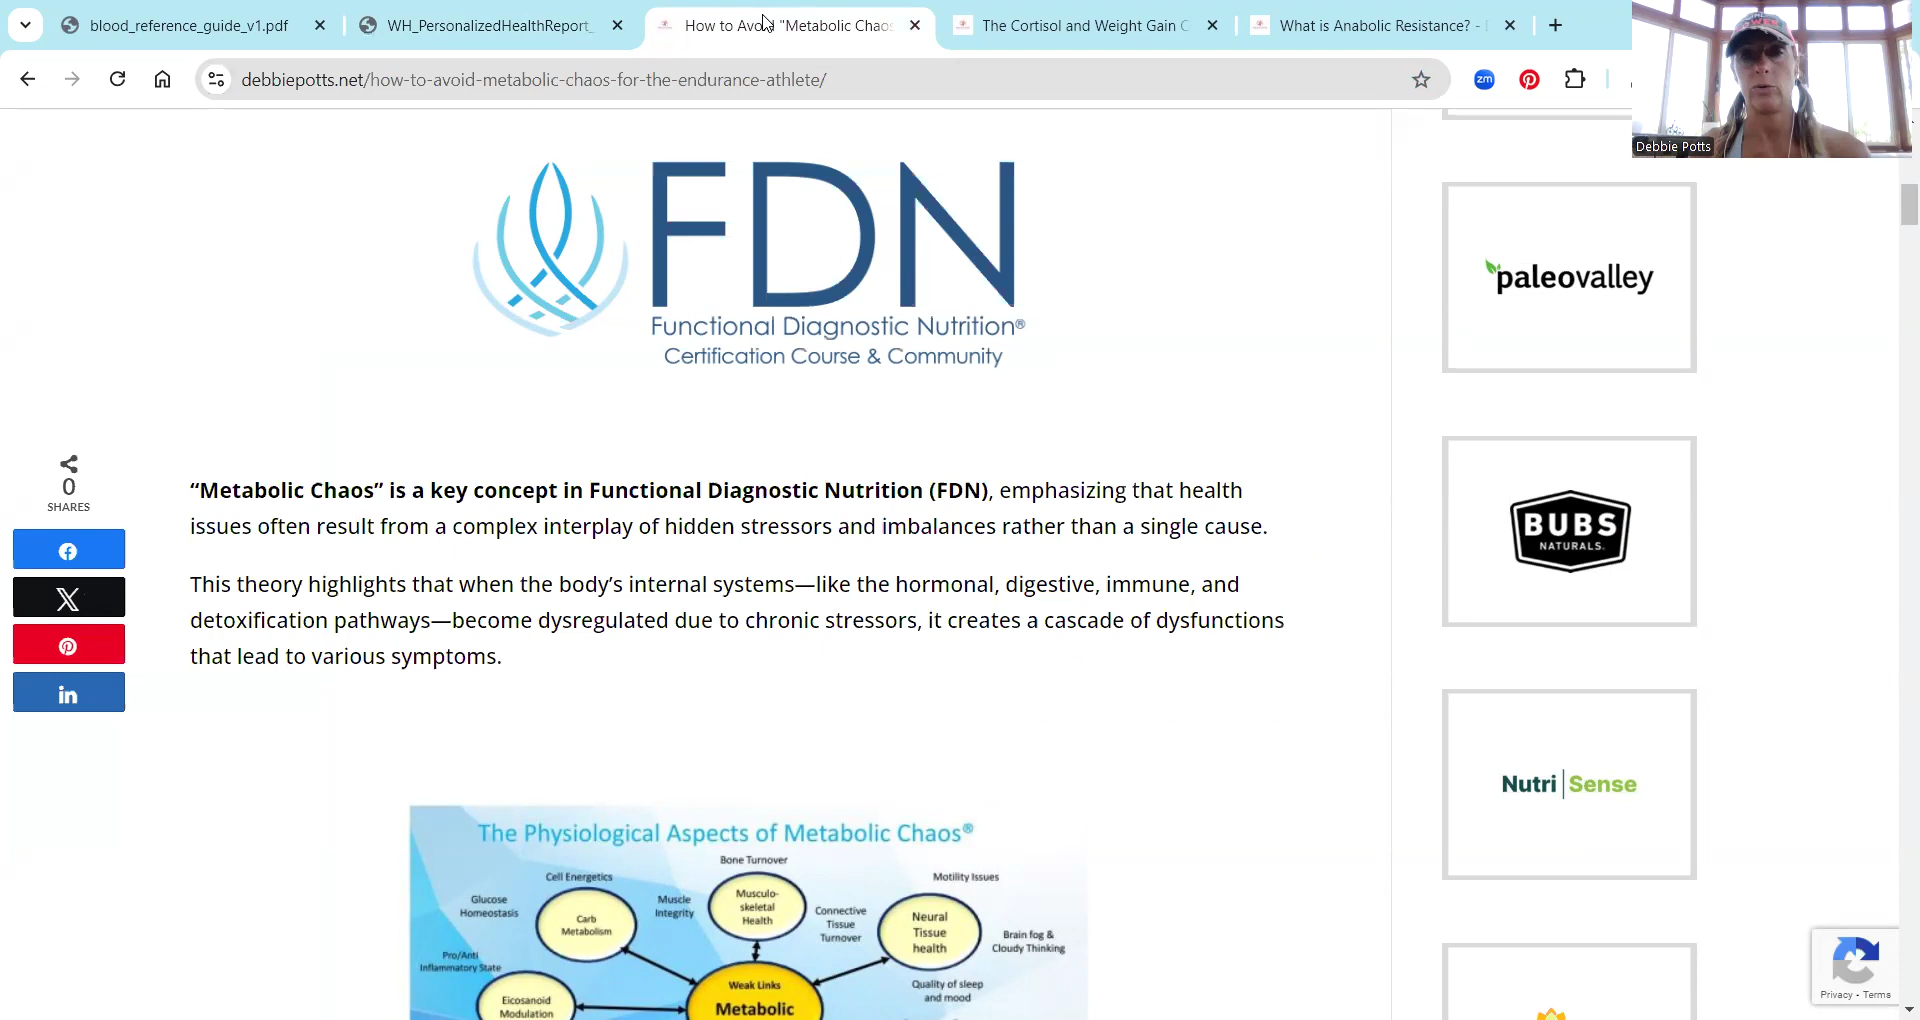 blood_reference_guide_v1.pdf
WH_PersonalizedHealthReport_
How to Avoid "Metabolic Chaos
The Cortisol and Weight Gain C
What is Anabolic Resistance? -
debbiepotts.net/how-to-avoid-metabolic-chaos-for-the-endurance-athlete/
zm
Debbie Potts
FDN
Functional Diagnostic Nutrition®
Certification Course & Community
paleovalley
0
SHARES
“Metabolic Chaos” is a key concept in Functional Diagnostic Nutrition (FDN), emphasizing that health
issues often result from a complex interplay of hidden stressors and imbalances rather than a single cause.
This theory highlights that when the body’s internal systems—like the hormonal, digestive, immune, and
detoxification pathways—become dysregulated due to chronic stressors, it creates a cascade of dysfunctions
that lead to various symptoms.
BUBS
NATURALS.
Nutri|Sense
The Physiological Aspects of Metabolic Chaos®
Bone Turnover
Cell Energetics
Motility Issues
Glucose
Homeostasis
Carb
Metabolism
Muscle
Integrity
Musculo-
skeletal
Health
Connective
Tissue
Turnover
Neural
Tissue
health
Brain fog &
Cloudy Thinking
Pro/Anti
Inflammatory State
Eicosanoid
Modulation
Weak Links
Metabolic
Quality of sleep
and mood
Privacy - Terms